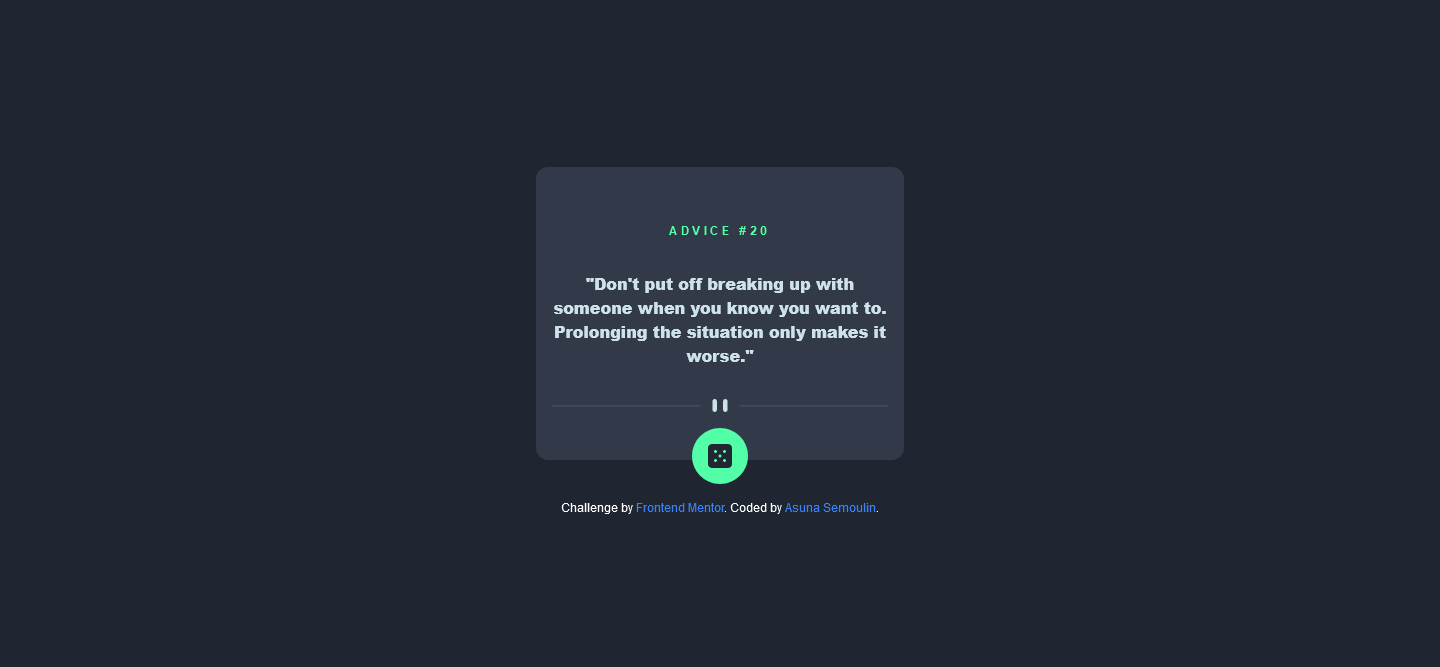 ADVICE #20
"Don't put off breaking up with
someone when you know you want to.
Prolonging the situation only makes it
worse."
Challenge by Frontend Mentor. Coded by Asuna Semoulin.